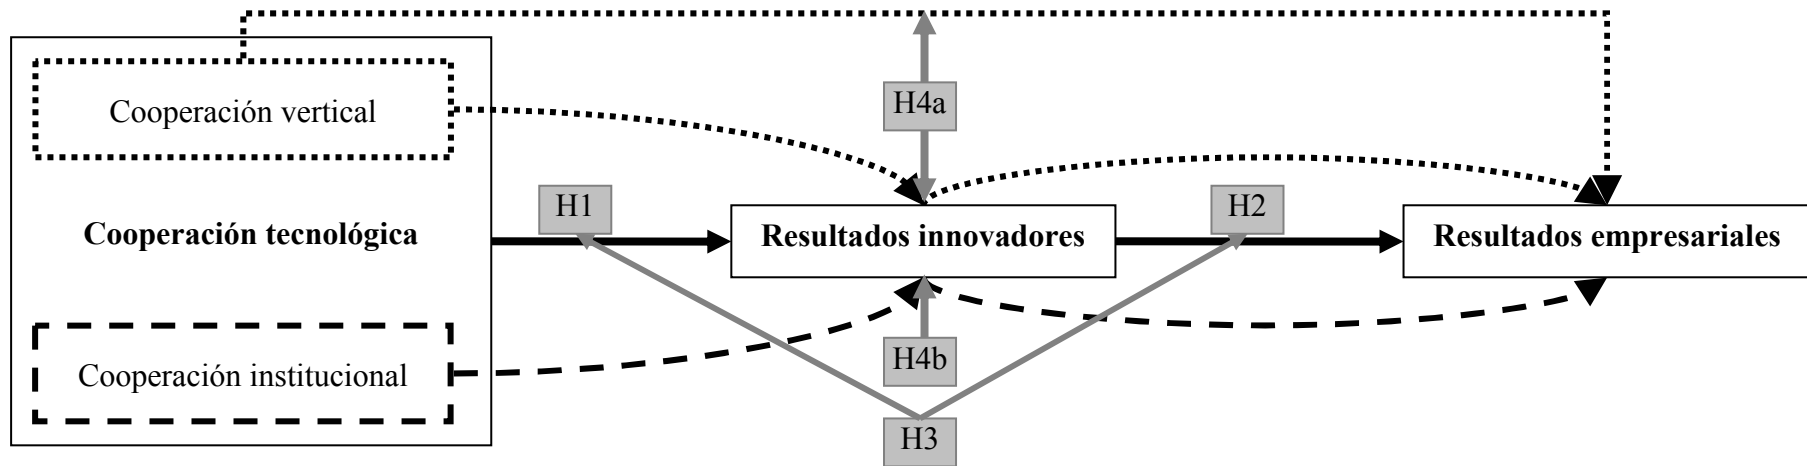 Cooperación vertical
H4a
H1
H2
Cooperación tecnológica
Resultados innovadores
Resultados empresariales
Cooperación institucional
H4b
H3